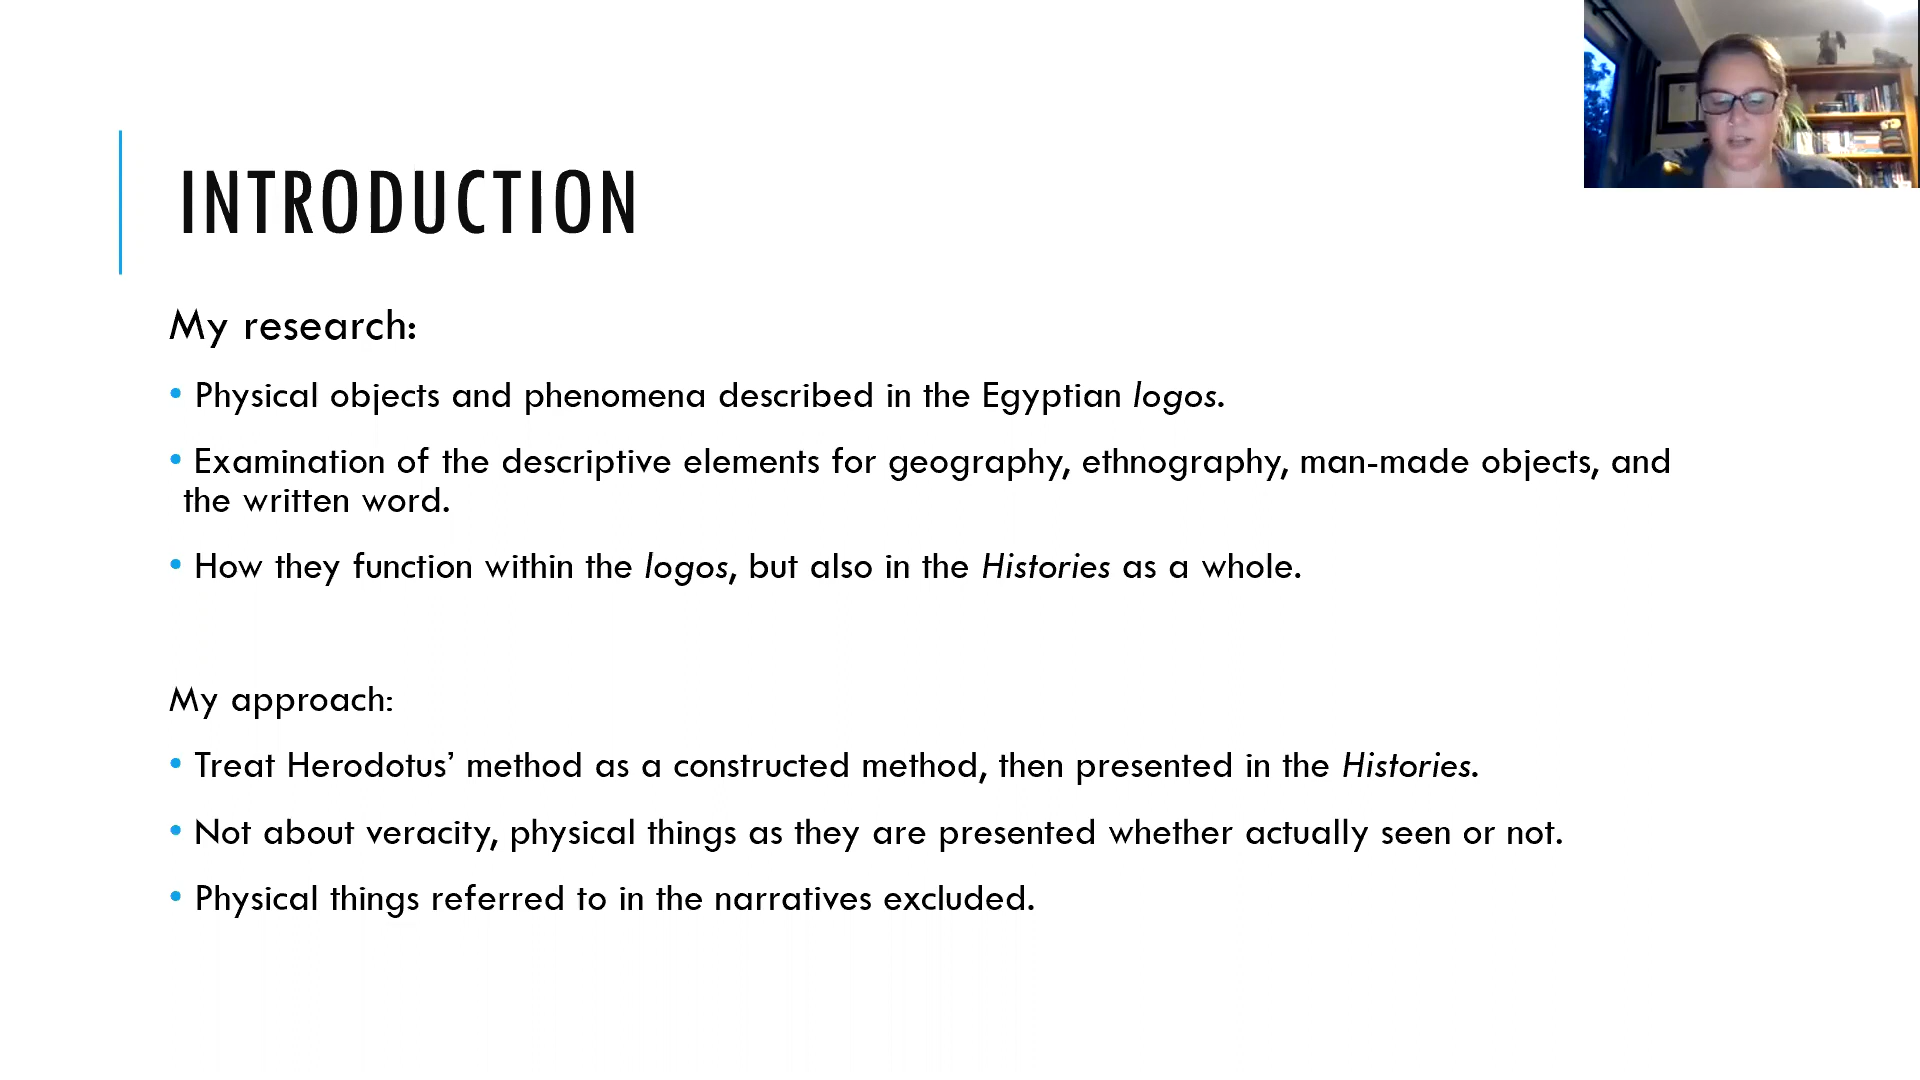 INTRODUCTION
My research:
• Physical objects and phenomena described in the Egyptian logos.
• Examination of the descriptive elements for geography, ethnography, man-made objects, and
the written word.
• How they function within the logos, but also in the Histories as a whole.
My approach:
• Treat Herodotus’ method as a constructed method, then presented in the Histories.
• Not about veracity, physical things as they are presented whether actually seen or not.
• Physical things referred to in the narratives excluded.